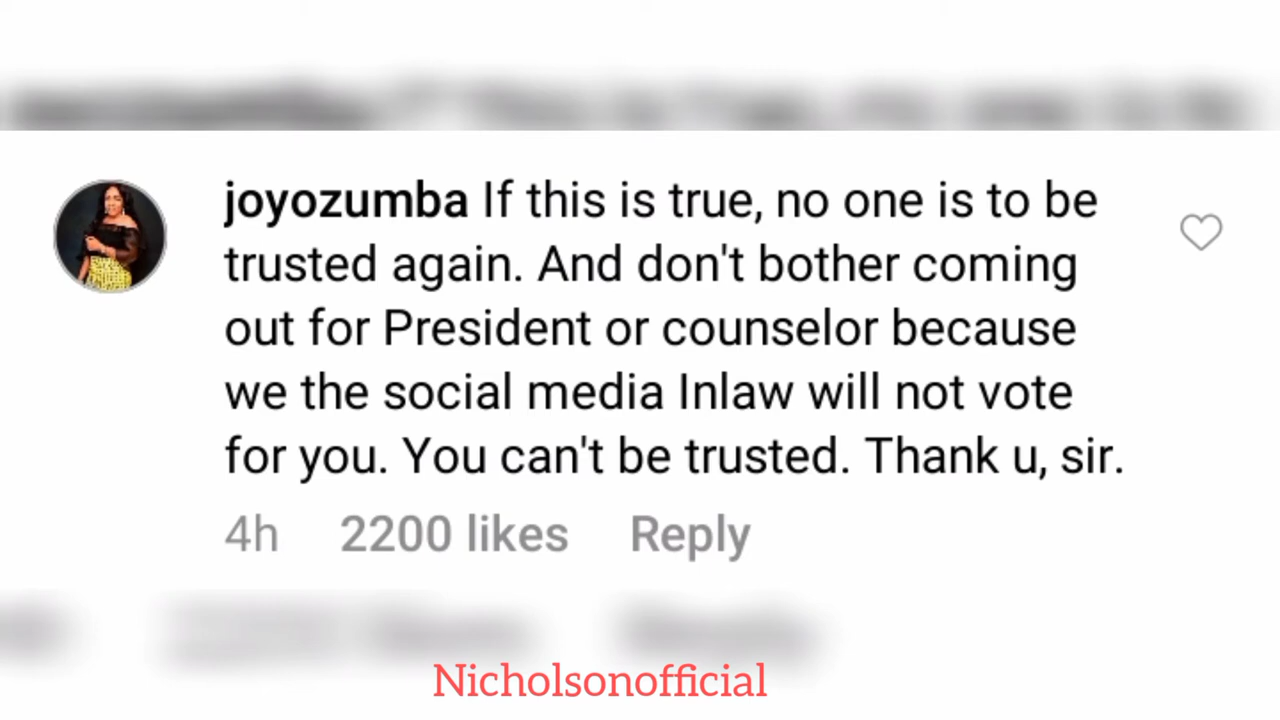 joyozumba If this is true, no one is to be
trusted again. And don't bother coming
out for President or counselor because
we the social media Inlaw will not vote
for you. You can't be trusted. Thank u, sir.
4h 2200 likes Reply
Nicholsonofficial